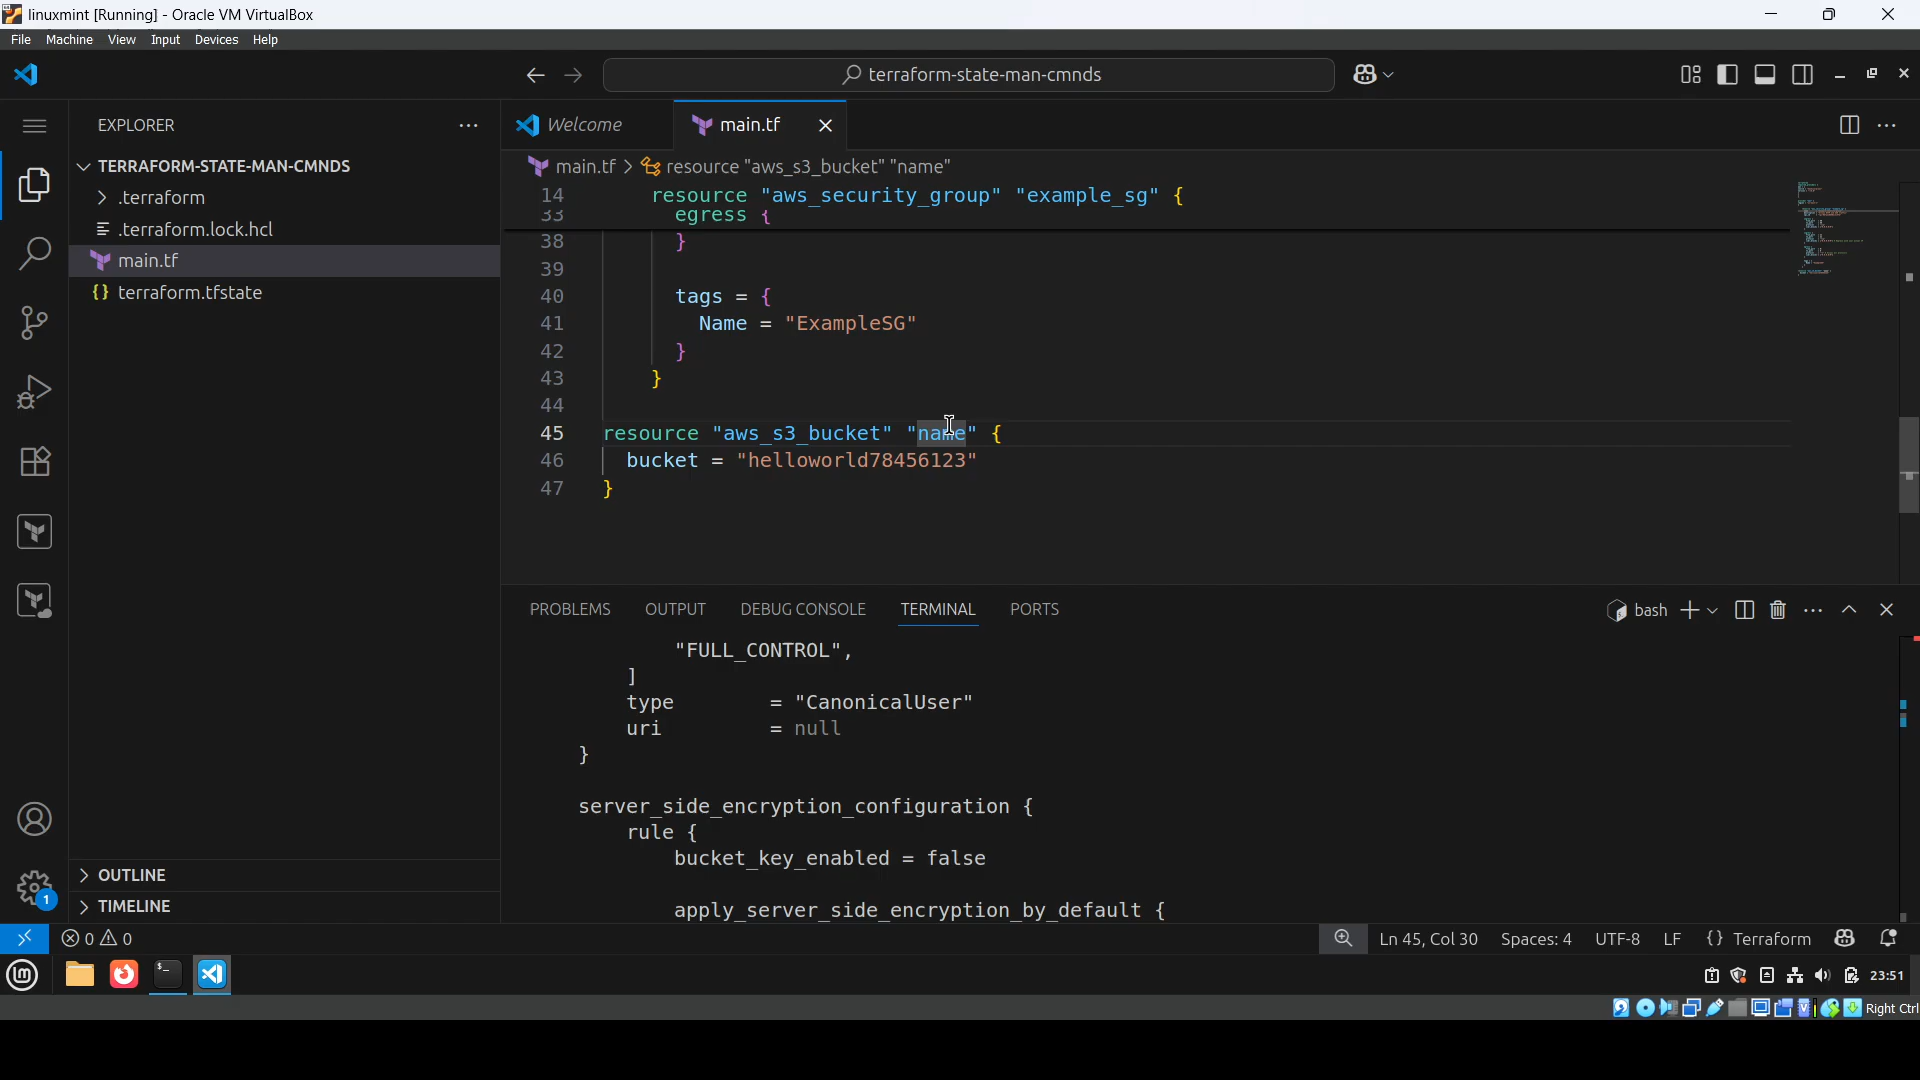 linuxmint [Running] - Oracle VM VirtualBox
File Machine View Input Devices Help
terraform-state-man-cmnds
EXPLORER
TERRAFORM-STATE-MAN-CMNDS
.terraform
.terraform.lock.hcl
main.tf
{} terraform.tfstate
OUTLINE
TIMELINE
Welcome
main.tf
main.tf > resource "aws_s3_bucket" "name"
14 resource "aws_security_group" "example_sg" {
33 egress {
38 }
39
40 tags = {
41 Name = "ExampleSG"
42 }
43 }
44
45 resource "aws_s3_bucket" "name" {
46 bucket = "helloworld78456123"
47 }
PROBLEMS OUTPUT DEBUG CONSOLE TERMINAL PORTS
bash
"FULL_CONTROL",
]
type = "CanonicalUser"
uri = null
}
server_side_encryption_configuration {
rule {
bucket_key_enabled = false
apply_server_side_encryption_by_default {
1
0 0
Ln 45, Col 30 Spaces: 4 UTF-8 LF {} Terraform
23:51
Right Ctrl